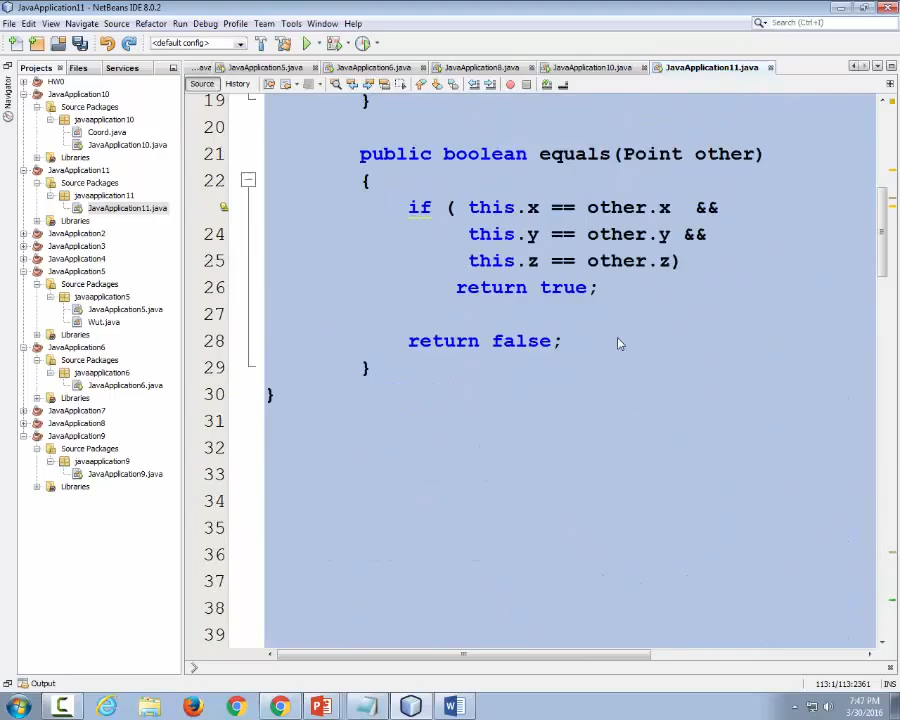 JavaApplication11 - NetBeans IDE 8.0.2
File Edit View Navigate Source Refactor Run Debug Profile Team Tools Window Help
Search (Ctrl+I)
<default config>
Projects Files Services
...ava JavaApplication5.java JavaApplication6.java JavaApplication8.java JavaApplication10.java JavaApplication11.java
Source History
Navigator
HW0
JavaApplication10
Source Packages
javaapplication10
Coord.java
JavaApplication10.java
Libraries
JavaApplication11
Source Packages
javaapplication11
JavaApplication11.java
Libraries
JavaApplication2
JavaApplication3
JavaApplication4
JavaApplication5
Source Packages
javaapplication5
JavaApplication5.java
Wut.java
Libraries
JavaApplication6
Source Packages
javaapplication6
JavaApplication6.java
Libraries
JavaApplication7
JavaApplication8
JavaApplication9
Source Packages
javaapplication9
JavaApplication9.java
Libraries
19 }
20
21 public boolean equals(Point other)
22 {
if ( this.x == other.x &&
24 this.y == other.y &&
25 this.z == other.z)
26 return true;
27
28 return false;
29 }
30 }
31
32
33
34
35
36
37
38
39
Output
113:1/113:2361 INS
7:47 PM
3/30/2016